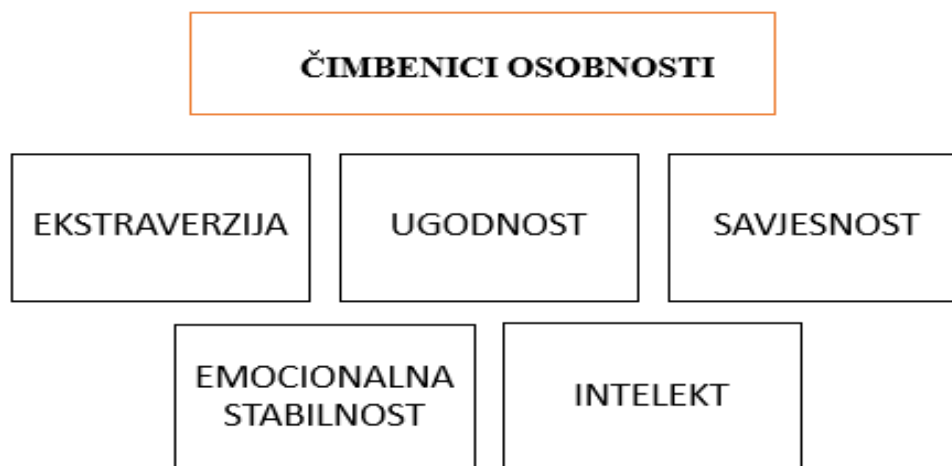 ČIMBENICI OSOBNOSTI
EKSTRAVERZIJA
UGODNOST
SAVJESNOST
EMOCIONALNA
STABILNOST
INTELEKT